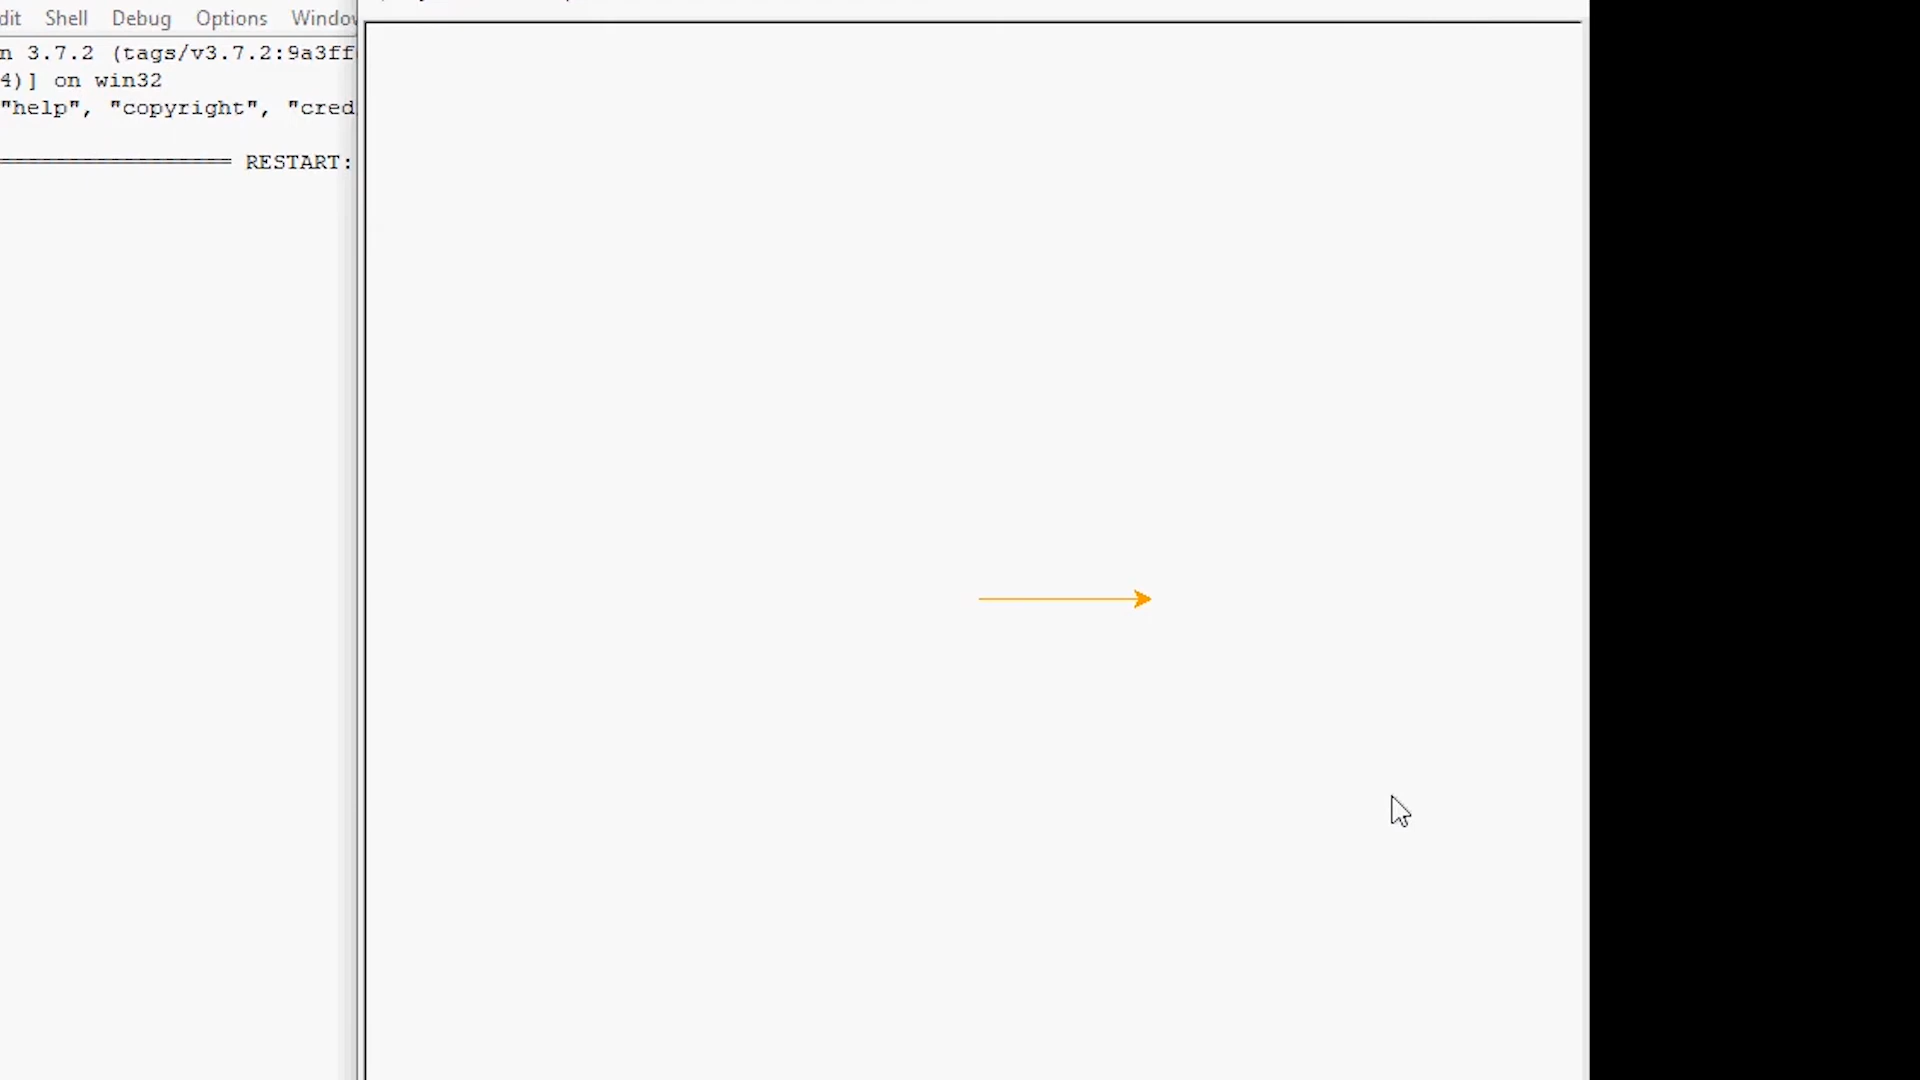 dit Shell Debug Options Window
n 3.7.2 (tags/v3.7.2:9a3ff
4)] on win32
"help", "copyright", "cred
RESTART: